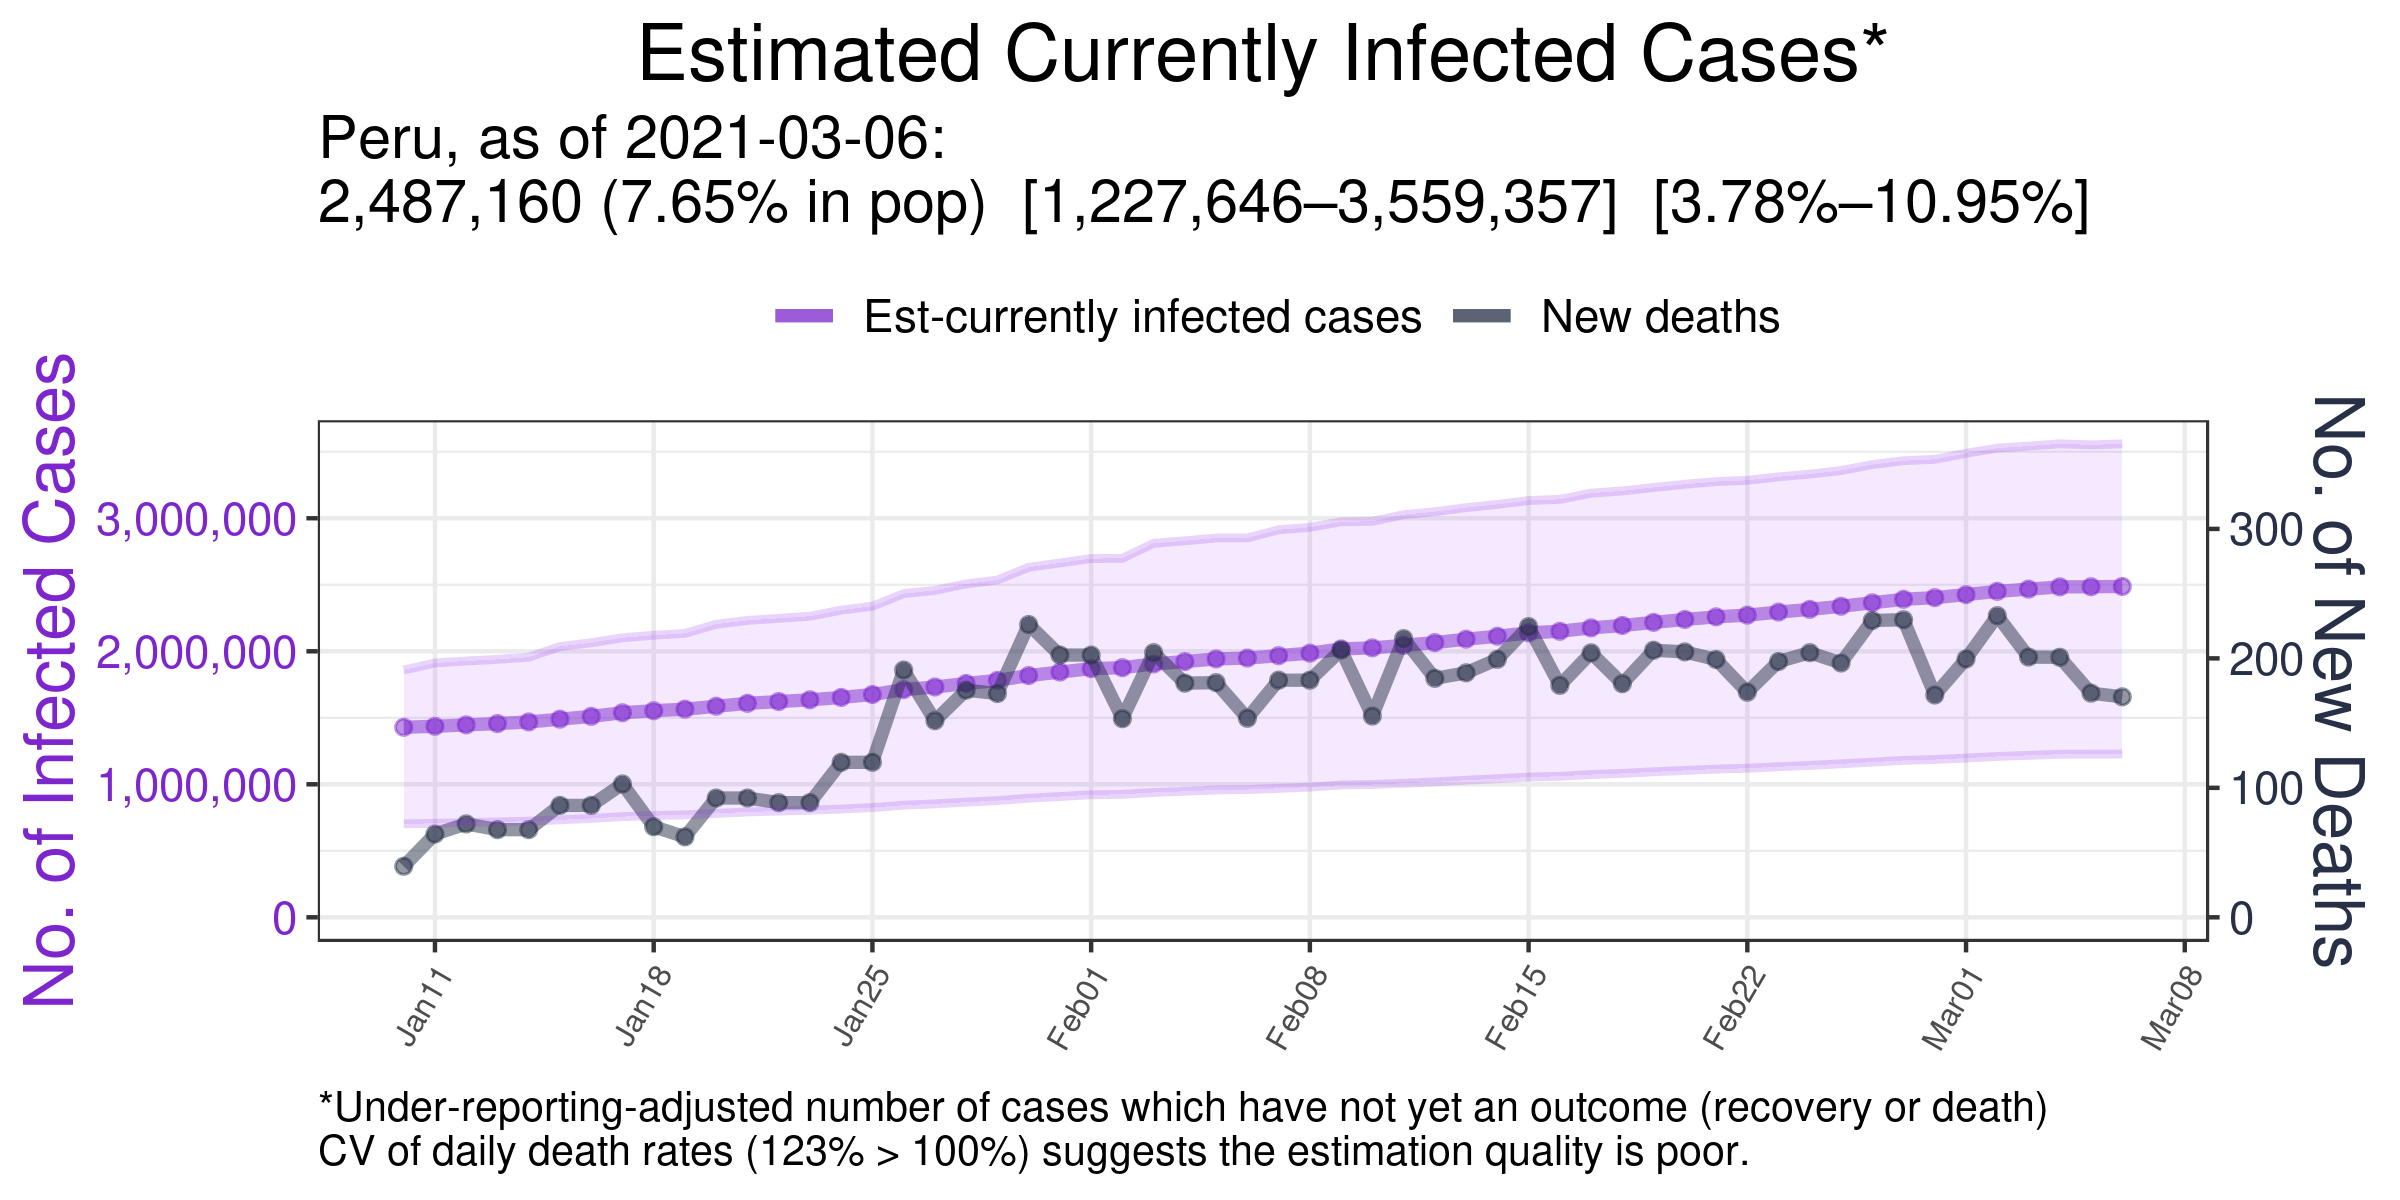 Estimated Currently Infected Cases*
Peru, as of 2021-03-06:
2,487,160 (7.65% in pop) [1,227,646–3,559,357] [3.78%–10.95%]
Est-currently infected cases
New deaths
No. of Infected Cases
3,000,000
2,000,000
1,000,000
0
300
200
100
0
No. of New Deaths
Jan11
Jan18
Jan25
Feb01
Feb08
Feb15
Feb22
Mar01
Mar08
*Under-reporting-adjusted number of cases which have not yet an outcome (recovery or death)
CV of daily death rates (123% > 100%) suggests the estimation quality is poor.